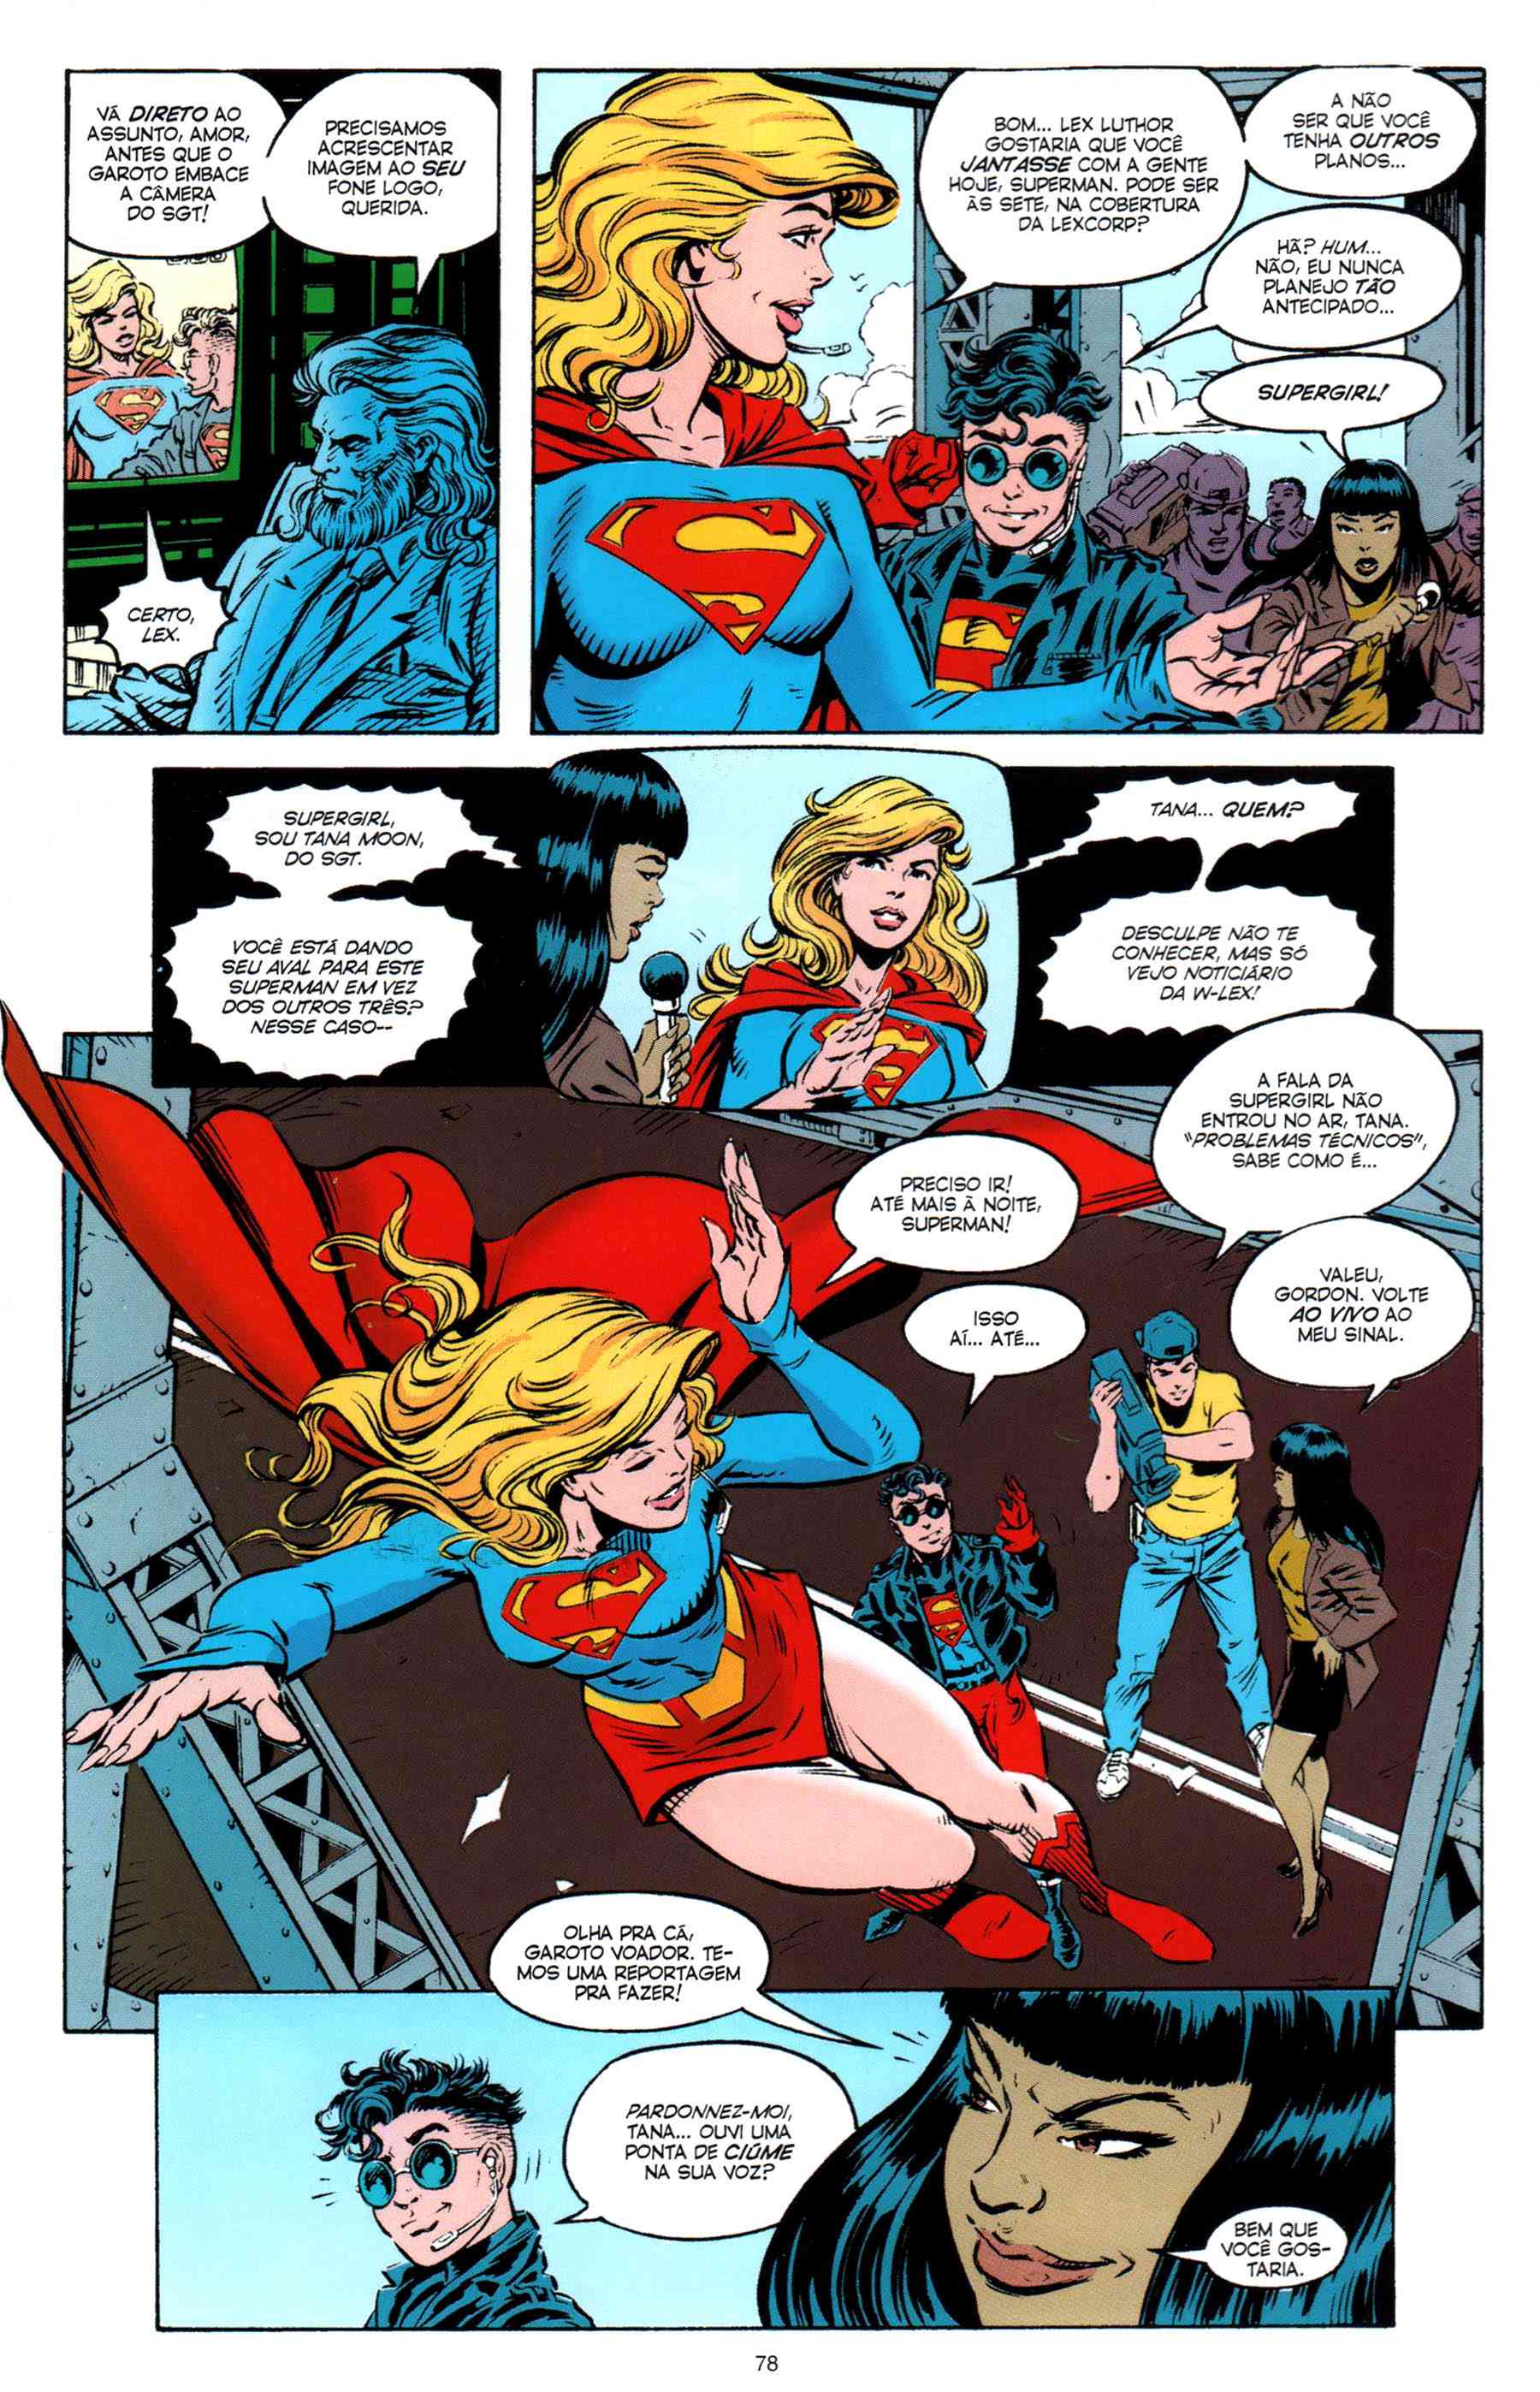 VÁ DIRETO AO
ASSUNTO, AMOR,
ANTES QUE O
GAROTO EMBACE
A CÂMERA
DO SGT!
PRECISAMOS
ACRESCENTAR
IMAGEM AO SEU
FONE LOGO,
QUERIDA.
CERTO,
LEX.
BOM... LEX LUTHOR
GOSTARIA QUE VOCÊ
JANTASSE COM A GENTE
HOJE, SUPERMAN. PODE SER
ÀS SETE, NA COBERTURA
DA LEXCORP?
A NÃO
SER QUE VOCÊ
TENHA OUTROS
PLANOS...
HÃ? HUM...
NÃO, EU NUNCA
PLANEJO TÃO
ANTECIPADO...
SUPERGIRL!
SUPERGIRL,
SOU TANA MOON,
DO SGT.
VOCÊ ESTÁ DANDO
SEU AVAL PARA ESTE
SUPERMAN EM VEZ
DOS OUTROS TRÊS?
NESSE CASO--
TANA... QUEM?
DESCULPE NÃO TE
CONHECER, MAS SÓ
VEJO NOTICIÁRIO
DA W-LEX!
PRECISO IR!
ATÉ MAIS À NOITE,
SUPERMAN!
ISSO
AÍ... ATÉ...
A FALA DA
SUPERGIRL NÃO
ENTROU NO AR, TANA.
"PROBLEMAS TÉCNICOS",
SABE COMO É...
VALEU,
GORDON. VOLTE
AO VIVO AO
MEU SINAL.
OLHA PRA CÁ,
GAROTO VOADOR. TE-
MOS UMA REPORTAGEM
PRA FAZER!
PARDONNEZ-MOI,
TANA... OUVI UMA
PONTA DE CIÚME
NA SUA VOZ?
BEM QUE
VOCÊ GOS-
TARIA.
78